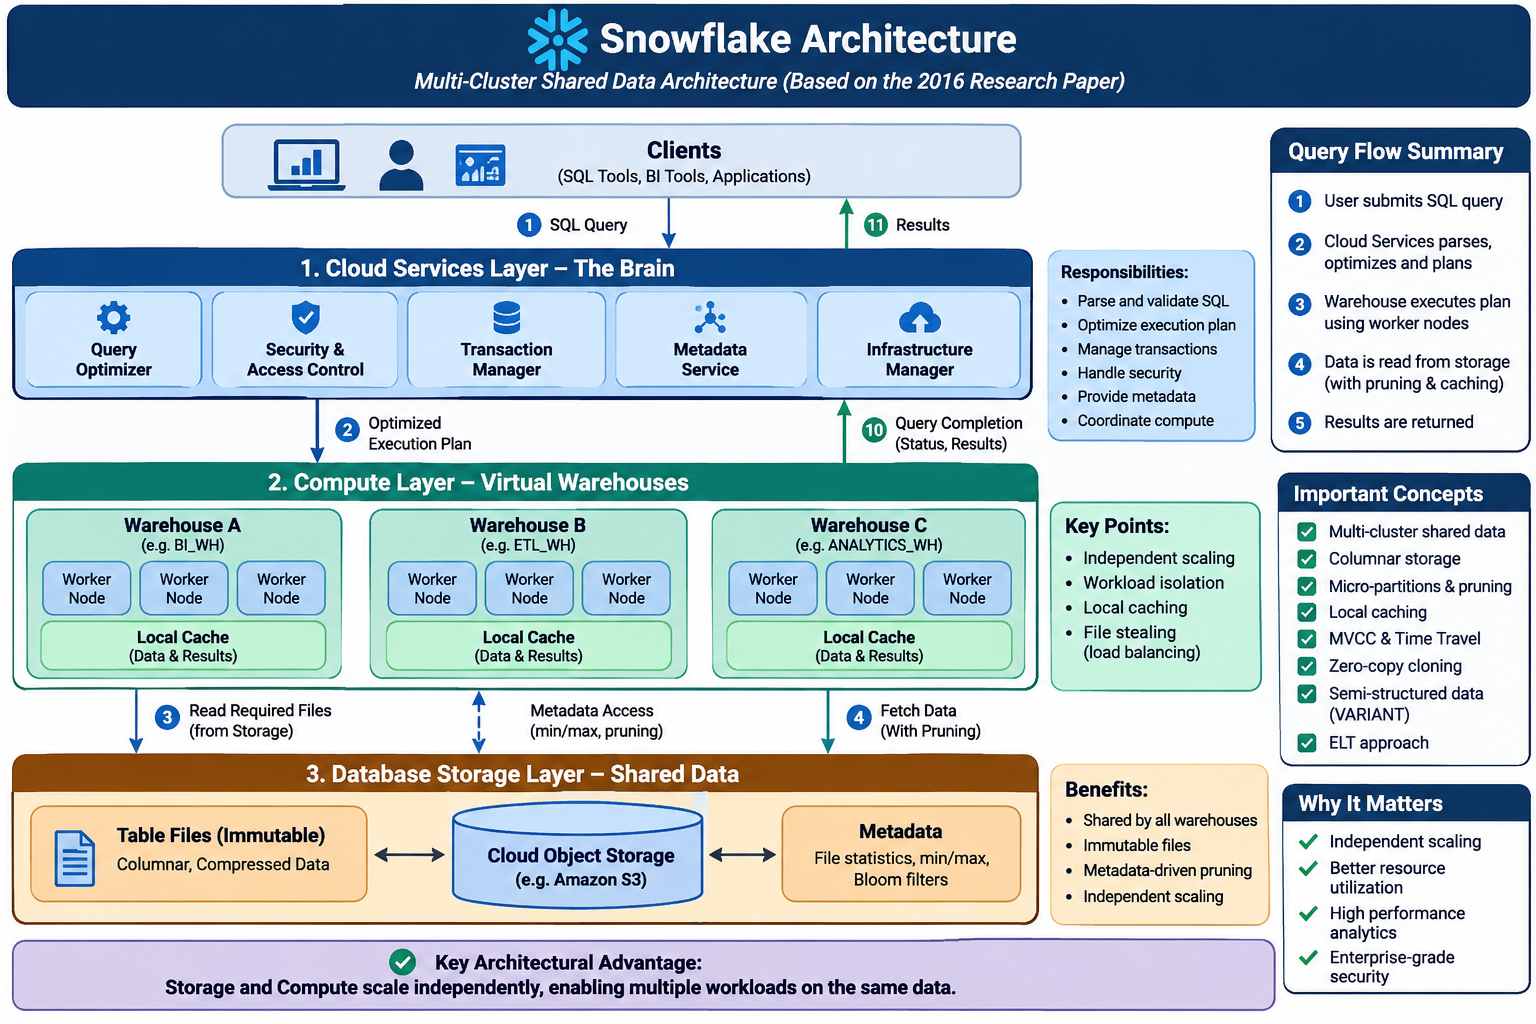 Snowflake Architecture
Multi-Cluster Shared Data Architecture (Based on the 2016 Research Paper)
Clients
(SQL Tools, BI Tools, Applications)
1 SQL Query
11 Results
1. Cloud Services Layer – The Brain
Query
Optimizer
Security &
Access Control
Transaction
Manager
Metadata
Service
Infrastructure
Manager
Responsibilities:
• Parse and validate SQL
• Optimize execution plan
• Manage transactions
• Handle security
• Provide metadata
• Coordinate compute
2 Optimized
Execution Plan
10 Query Completion
(Status, Results)
2. Compute Layer – Virtual Warehouses
Warehouse A
(e.g. BI_WH)
Worker
Node
Worker
Node
Worker
Node
Local Cache
(Data & Results)
Warehouse B
(e.g. ETL_WH)
Worker
Node
Worker
Node
Worker
Node
Local Cache
(Data & Results)
Warehouse C
(e.g. ANALYTICS_WH)
Worker
Node
Worker
Node
Worker
Node
Local Cache
(Data & Results)
Key Points:
• Independent scaling
• Workload isolation
• Local caching
• File stealing
(load balancing)
3 Read Required Files
(from Storage)
Metadata Access
(min/max, pruning)
4 Fetch Data
(With Pruning)
3. Database Storage Layer – Shared Data
Table Files (Immutable)
Columnar, Compressed Data
Cloud Object Storage
(e.g. Amazon S3)
Metadata
File statistics, min/max,
Bloom filters
Benefits:
• Shared by all warehouses
• Immutable files
• Metadata-driven pruning
• Independent scaling
Key Architectural Advantage:
Storage and Compute scale independently, enabling multiple workloads on the same data.
Query Flow Summary
1 User submits SQL query
2 Cloud Services parses,
optimizes and plans
3 Warehouse executes plan
using worker nodes
4 Data is read from storage
(with pruning & caching)
5 Results are returned
Important Concepts
Multi-cluster shared data
Columnar storage
Micro-partitions & pruning
Local caching
MVCC & Time Travel
Zero-copy cloning
Semi-structured data
(VARIANT)
ELT approach
Why It Matters
Independent scaling
Better resource
utilization
High performance
analytics
Enterprise-grade
security